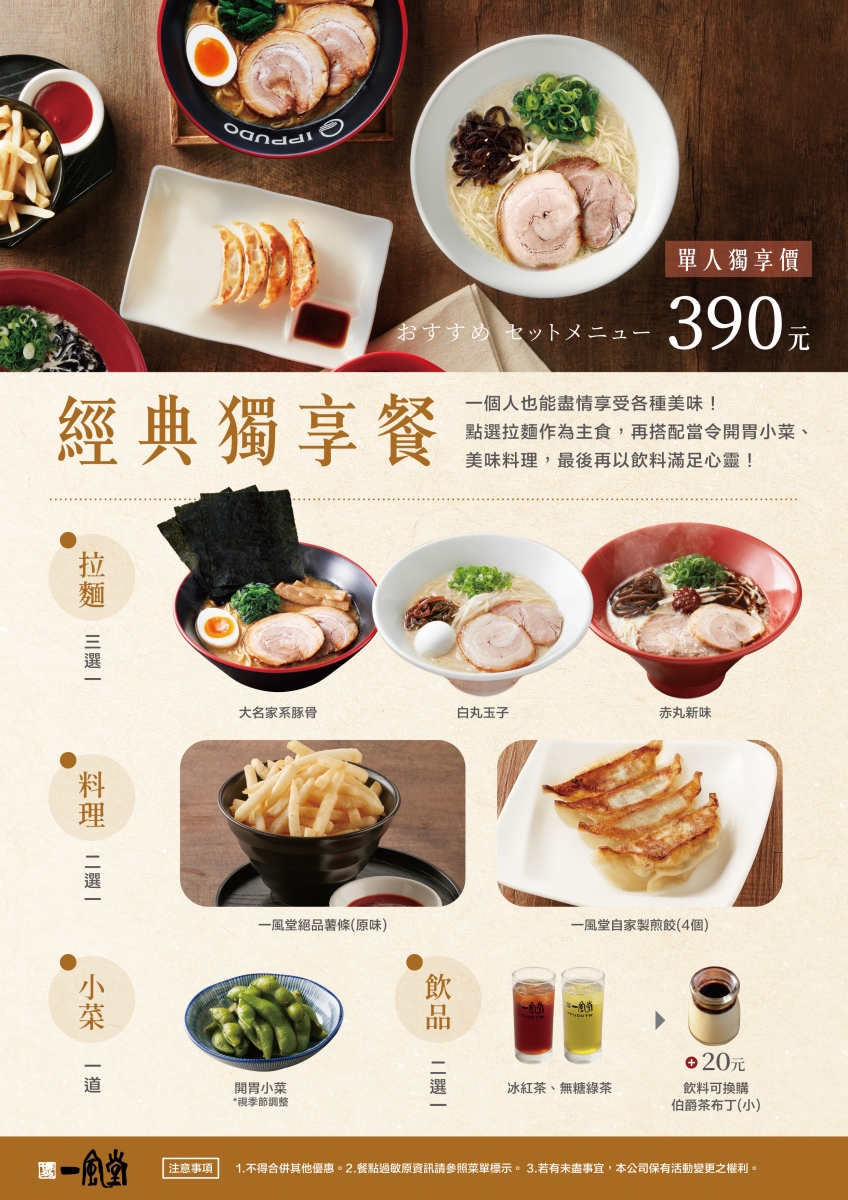 IPPUDO
單人獨享價
おすすめ セットメニュー 390元
經典獨享餐
一個人也能盡情享受各種美味！
點選拉麵作為主食，再搭配當令開胃小菜、
美味料理，最後再以飲料滿足心靈！
拉麵
三選一
大名家系豚骨
白丸玉子
赤丸新味
料理
二選一
一風堂絕品薯條(原味)
一風堂自家製煎餃(4個)
小菜
一道
開胃小菜
*視季節調整
飲品
二選一
一風堂
一風堂
冰紅茶、無糖綠茶
+20元
飲料可換購
伯爵茶布丁(小)
一風堂
注意事項
1.不得合併其他優惠。2.餐點過敏原資訊請參照菜單標示。 3.若有未盡事宜，本公司保有活動變更之權利。